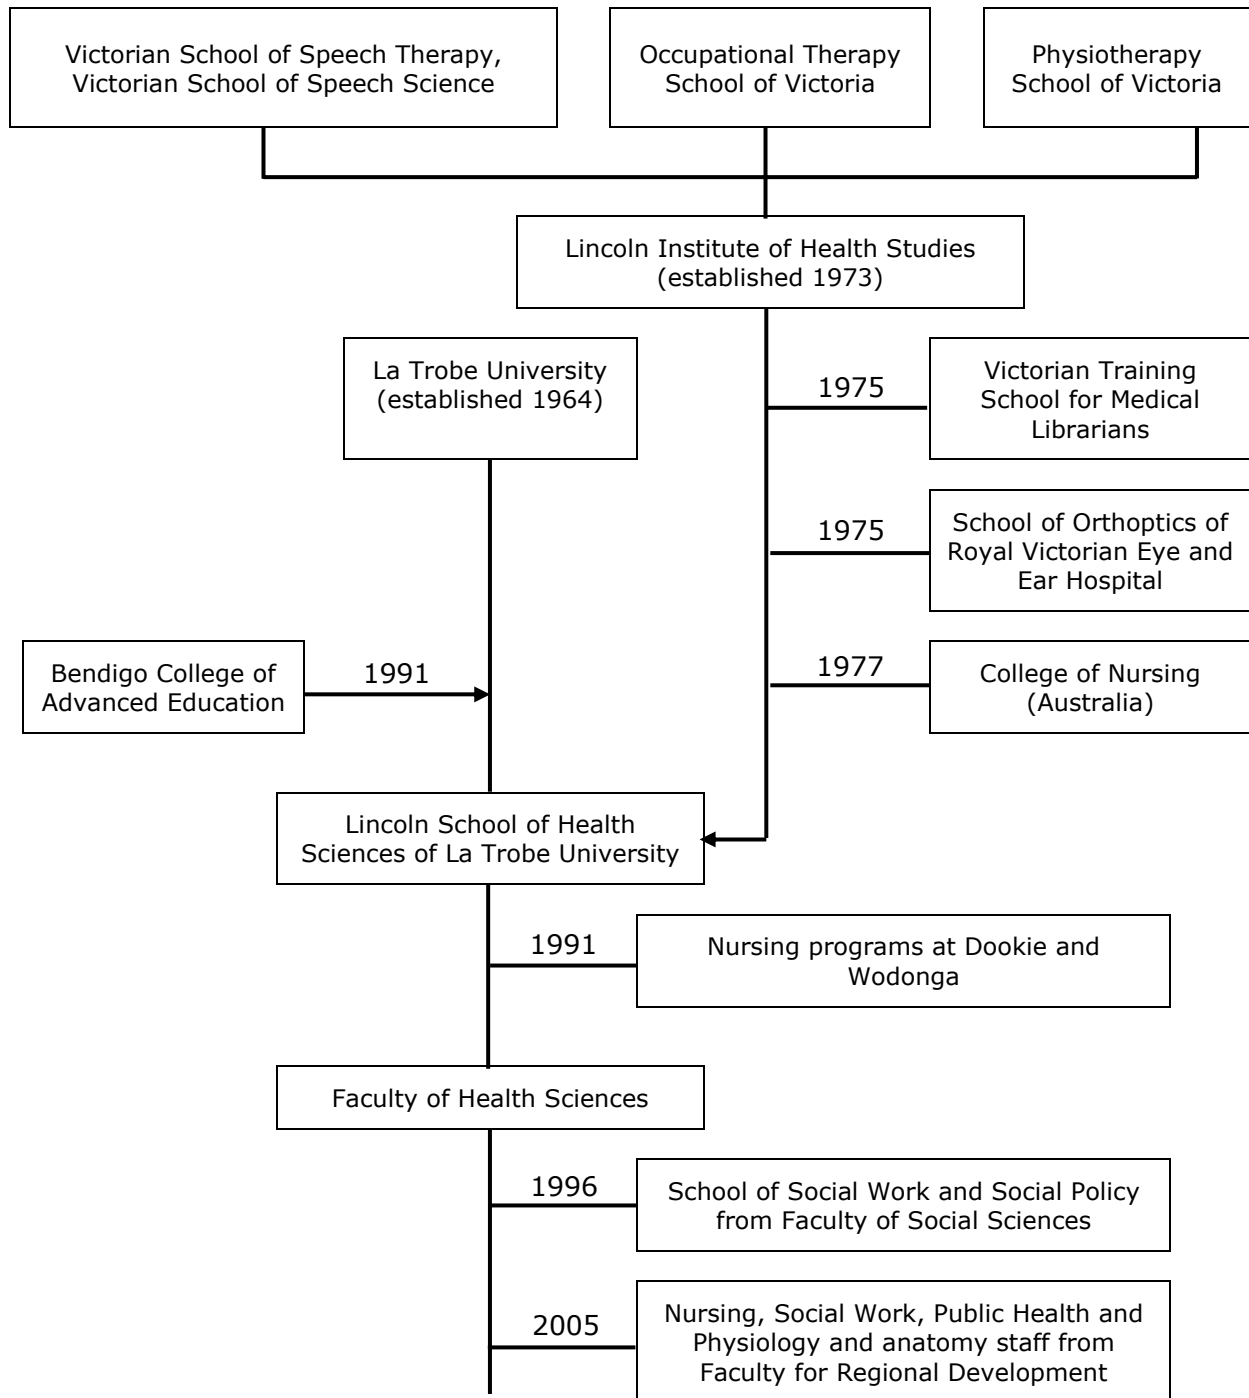 Victorian School of Speech Therapy,
Victorian School of Speech Science
Occupational Therapy
School of Victoria
Physiotherapy
School of Victoria
Lincoln Institute of Health Studies
(established 1973)
La Trobe University
(established 1964)
1975
Victorian Training
School for Medical
Librarians
1975
School of Orthoptics of
Royal Victorian Eye and
Ear Hospital
Bendigo College of
Advanced Education
1991
1977
College of Nursing
(Australia)
Lincoln School of Health
Sciences of La Trobe University
1991
Nursing programs at Dookie and
Wodonga
Faculty of Health Sciences
1996
School of Social Work and Social Policy
from Faculty of Social Sciences
2005
Nursing, Social Work, Public Health and
Physiology and anatomy staff from
Faculty for Regional Development